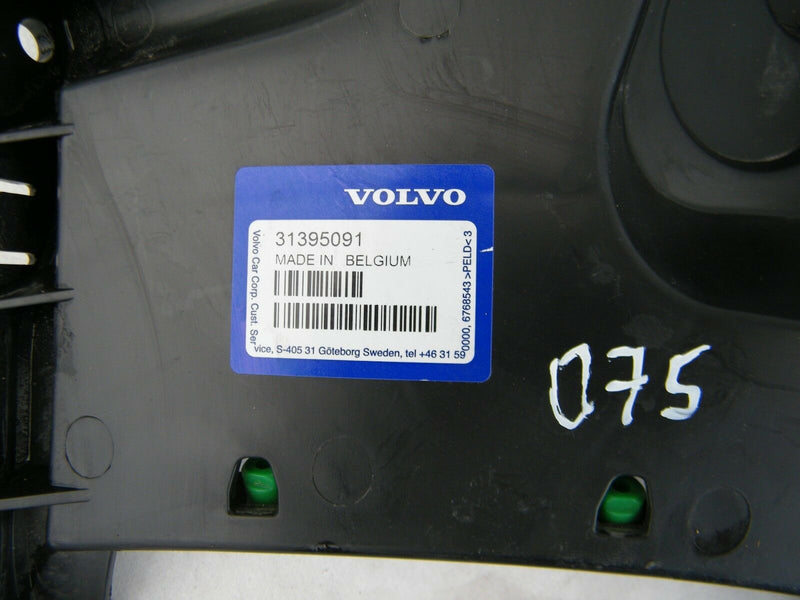 VOLVO
31395091
MADE IN BELGIUM
Volvo Car Corp. Cust. Ser
vice, S-405 31 Göteborg Sweden, tel +46 31 59
0000, 6768543 >PELD< 3
075